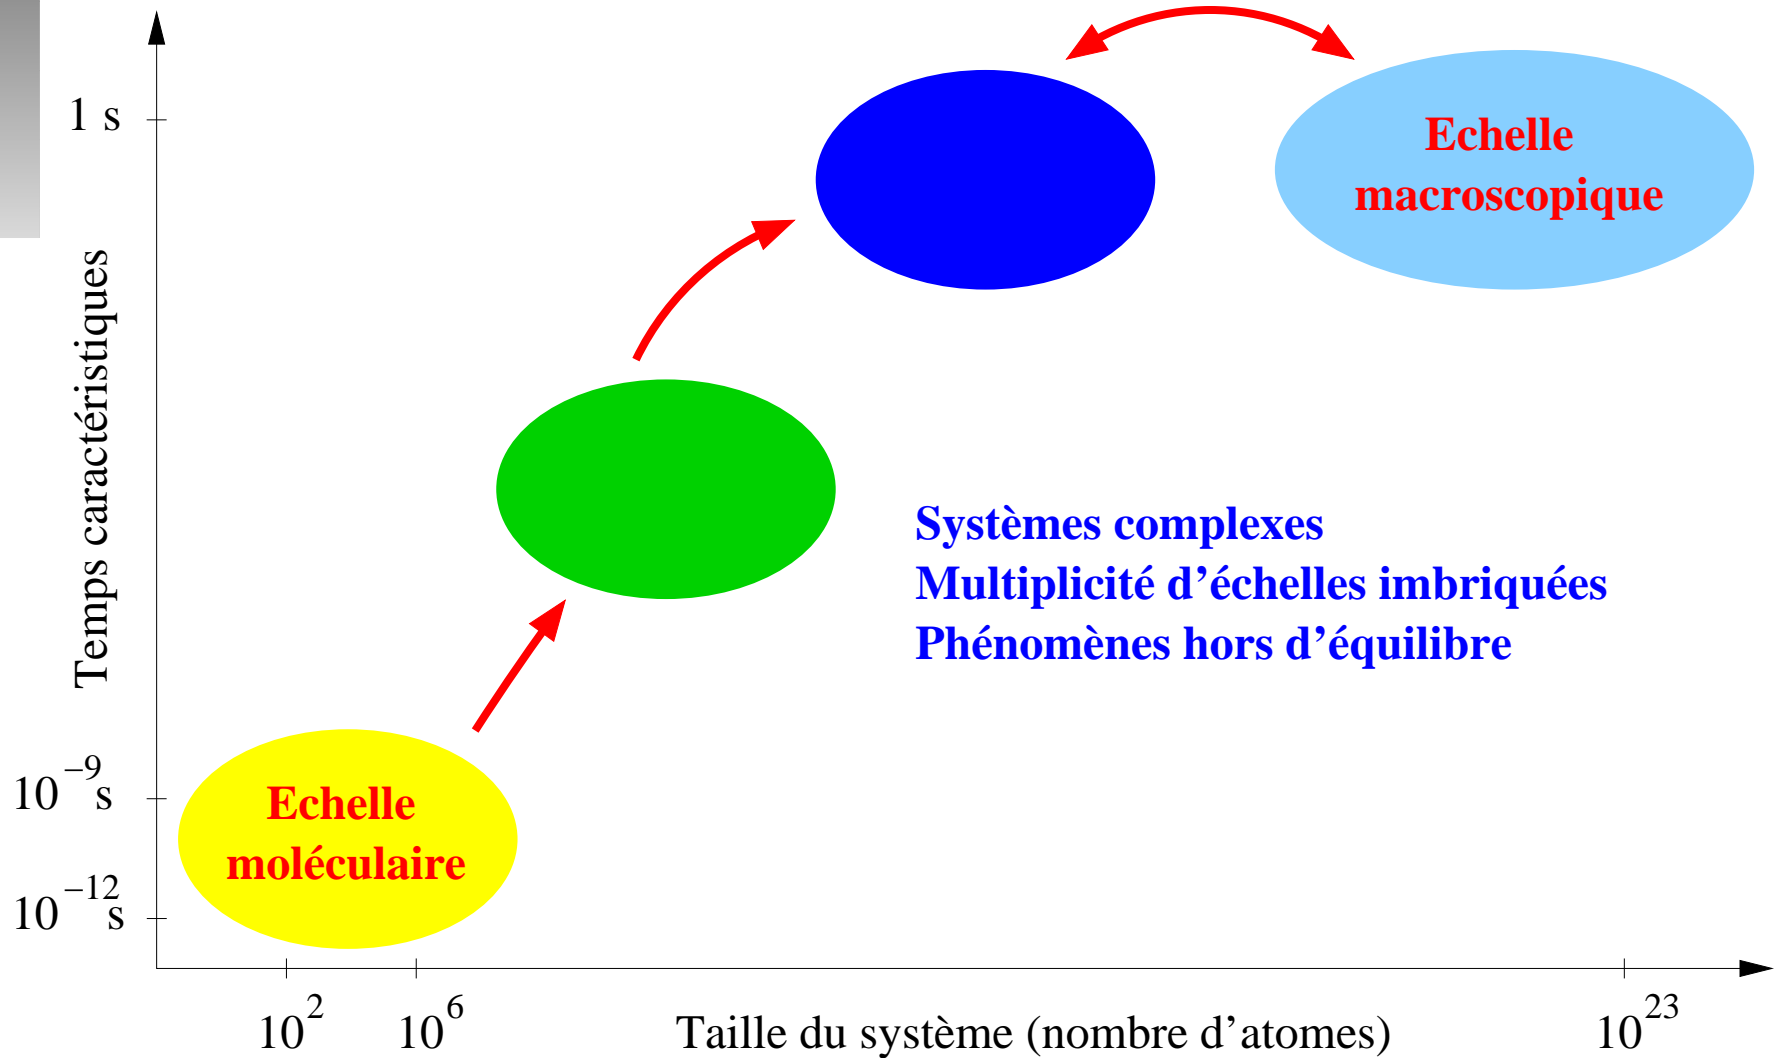 1 s
Echelle
macroscopique
Temps caractéristiques
Systèmes complexes
Multiplicité d’échelles imbriquées
Phénomènes hors d’équilibre
10⁻⁹s
Echelle
moléculaire
10⁻¹²s
10²
10⁶
Taille du système (nombre d’atomes)
10²³